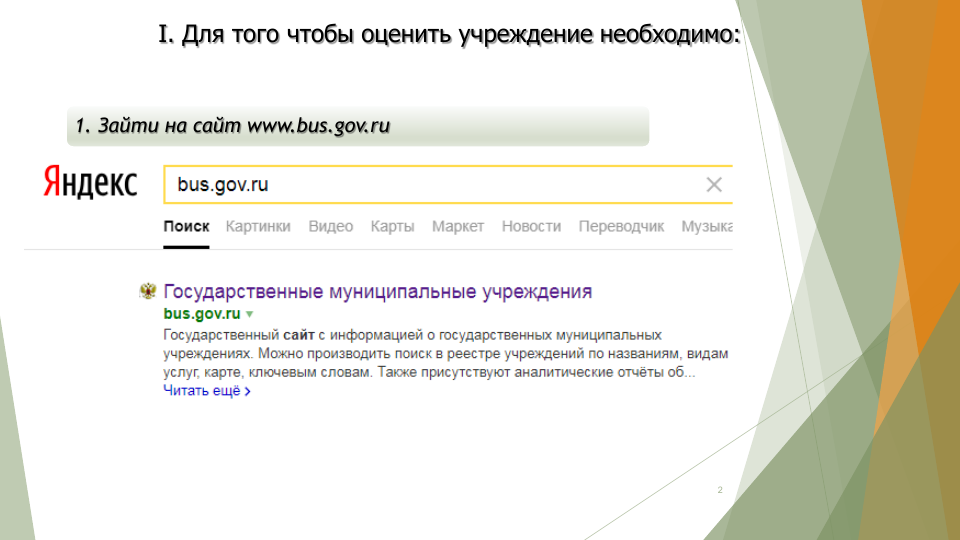 I. Для того чтобы оценить учреждение необходимо:
1. Зайти на сайт www.bus.gov.ru
Яндекс
bus.gov.ru
Поиск Картинки Видео Карты Маркет Новости Переводчик Музыка
Государственные муниципальные учреждения
bus.gov.ru
Государственный сайт с информацией о государственных муниципальных
учреждениях. Можно производить поиск в реестре учреждений по названиям, видам
услуг, карте, ключевым словам. Также присутствуют аналитические отчёты об...
Читать ещё >
2